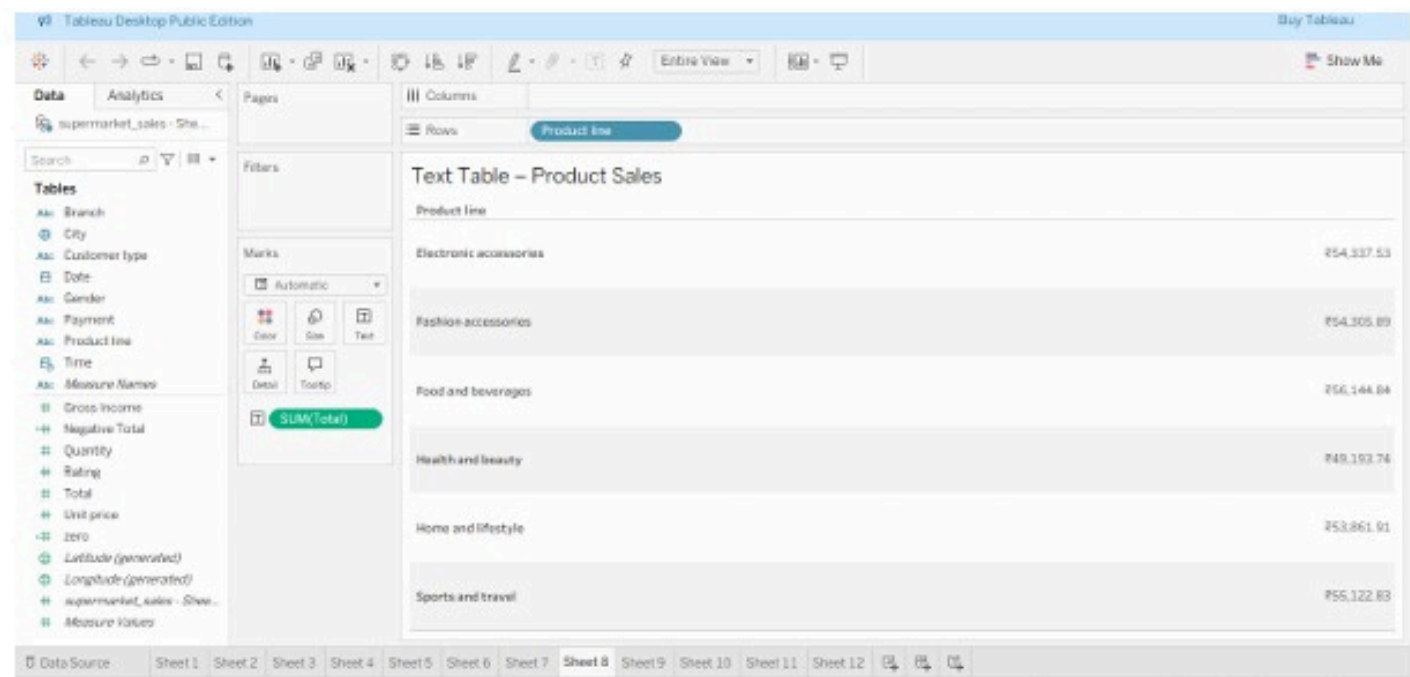 Tableau Desktop Public Edition
Buy Tableau
Entire View
Show Me
Data
Analytics
Pages
Columns
supermarket_sales - She...
Rows
Product line
Search
Filters
Text Table – Product Sales
Tables
Product line
Branch
City
Customer type
Date
Gender
Payment
Product line
Time
Measure Names
Gross Income
Negative Total
Quantity
Rating
Total
Unit price
zero
Latitude (generated)
Longitude (generated)
supermarket_sales - Shee...
Measure Values
Marks
Automatic
Color
Size
Text
Detail
Tooltip
SUM(Total)
Electronic accessories ₹54,337.53
Fashion accessories ₹54,305.89
Food and beverages ₹56,144.84
Health and beauty ₹49,193.74
Home and lifestyle ₹53,861.91
Sports and travel ₹55,122.83
Data Source Sheet 1 Sheet 2 Sheet 3 Sheet 4 Sheet 5 Sheet 6 Sheet 7 Sheet 8 Sheet 9 Sheet 10 Sheet 11 Sheet 12